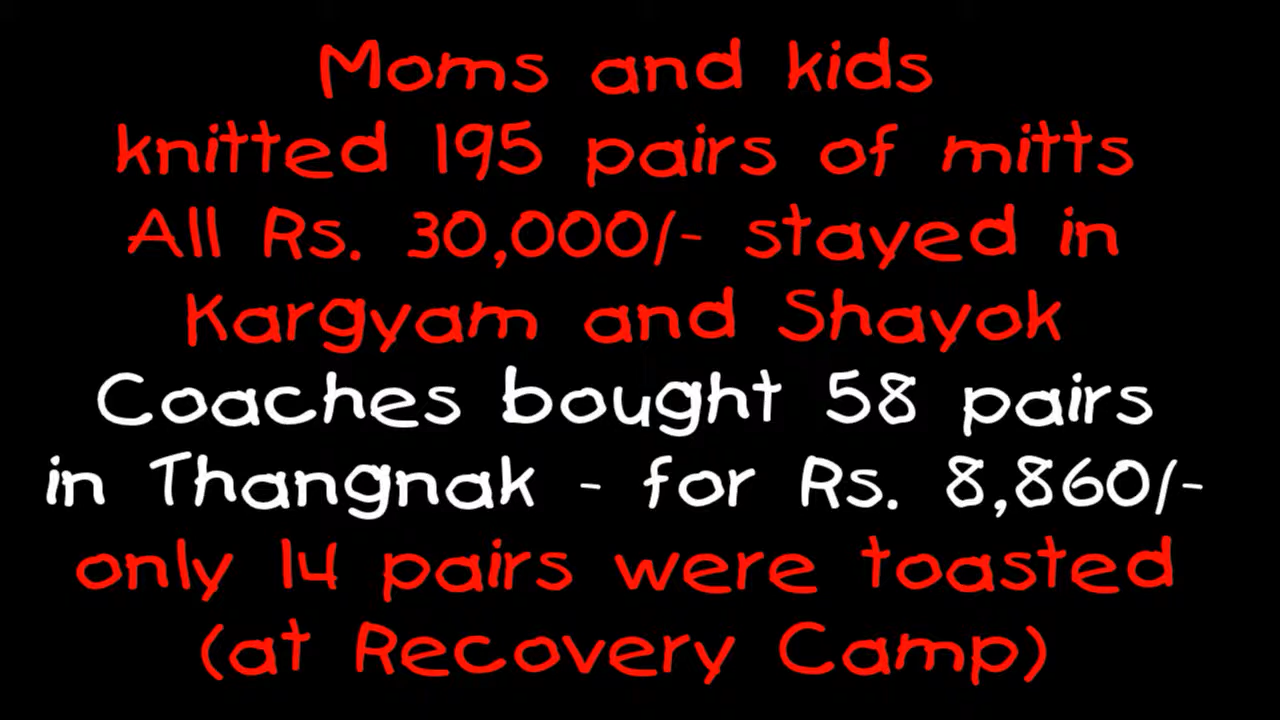 Moms and kids
knitted 195 pairs of mitts
All Rs. 30,000/- stayed in
Kargyam and Shayok
Coaches bought 58 pairs
in Thangnak - for Rs. 8,860/-
only 14 pairs were toasted
(at Recovery Camp)